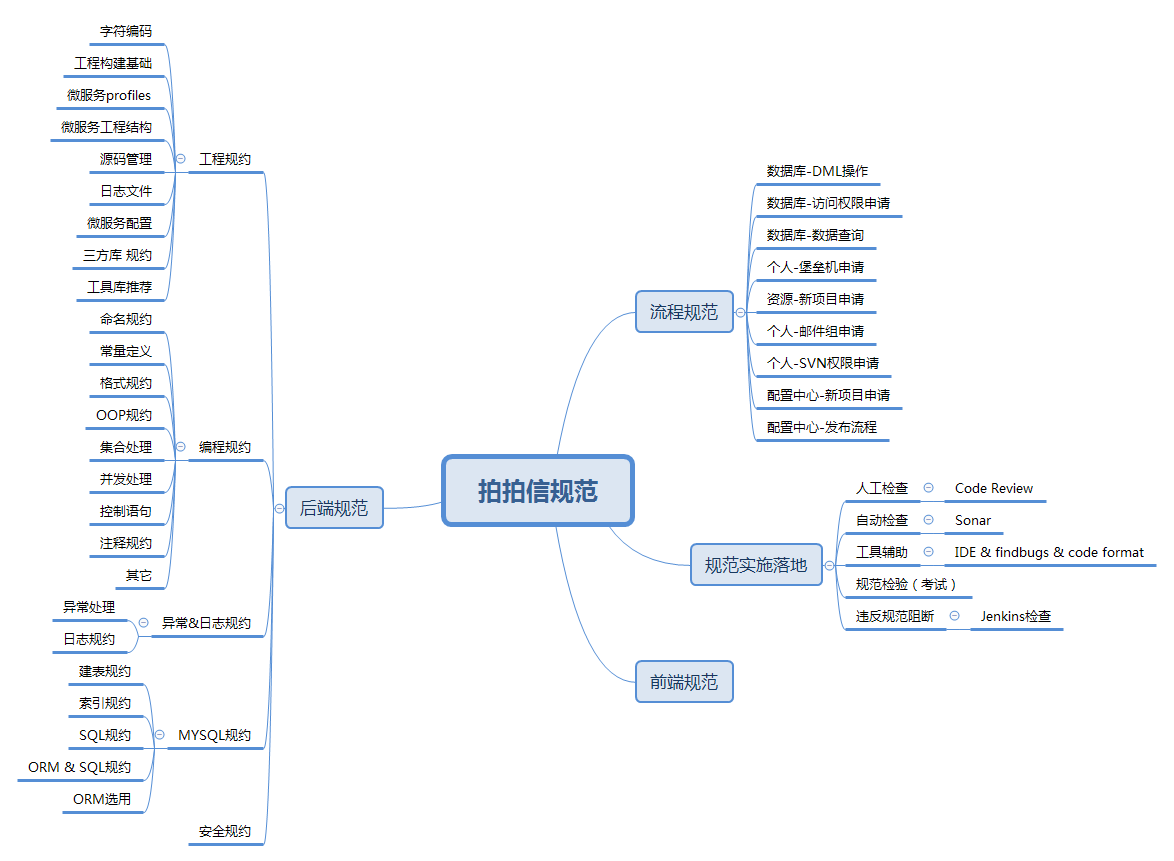 拍拍信规范
后端规范
工程规约
字符编码
工程构建基础
微服务profiles
微服务工程结构
源码管理
日志文件
微服务配置
三方库 规约
工具库推荐
编程规约
命名规约
常量定义
格式规约
OOP规约
集合处理
并发处理
控制语句
注释规约
其它
异常&日志规约
异常处理
日志规约
MYSQL规约
建表规约
索引规约
SQL规约
ORM & SQL规约
ORM选用
安全规约
流程规范
数据库-DML操作
数据库-访问权限申请
数据库-数据查询
个人-堡垒机申请
资源-新项目申请
个人-邮件组申请
个人-SVN权限申请
配置中心-新项目申请
配置中心-发布流程
规范实施落地
人工检查
Code Review
自动检查
Sonar
工具辅助
IDE & findbugs & code format
规范检验（考试）
违反规范阻断
Jenkins检查
前端规范